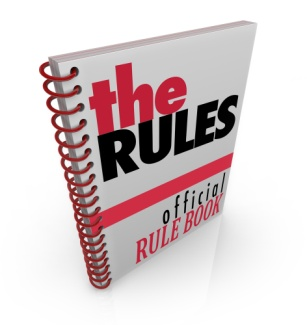 the
RULES
official
RULE BOOK